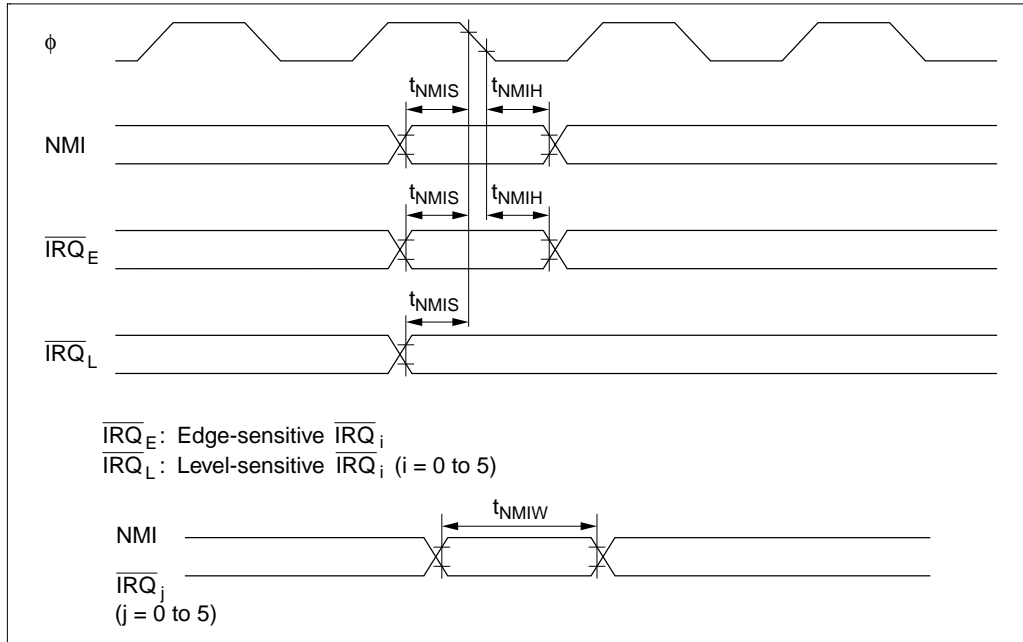 ϕ
tNMIS tNMIH
NMI
tNMIS tNMIH
IRQE
tNMIS
IRQL
IRQE: Edge-sensitive IRQi
IRQL: Level-sensitive IRQi (i = 0 to 5)
tNMIW
NMI
IRQj
(j = 0 to 5)